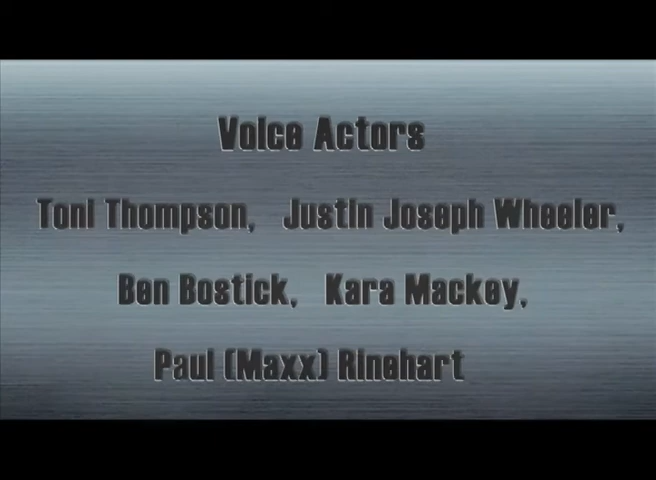 Voice Actors
Toni Thompson, Justin Joseph Wheeler,
Ben Bostick, Kara Mackey,
Paul (Maxx) Rinehart